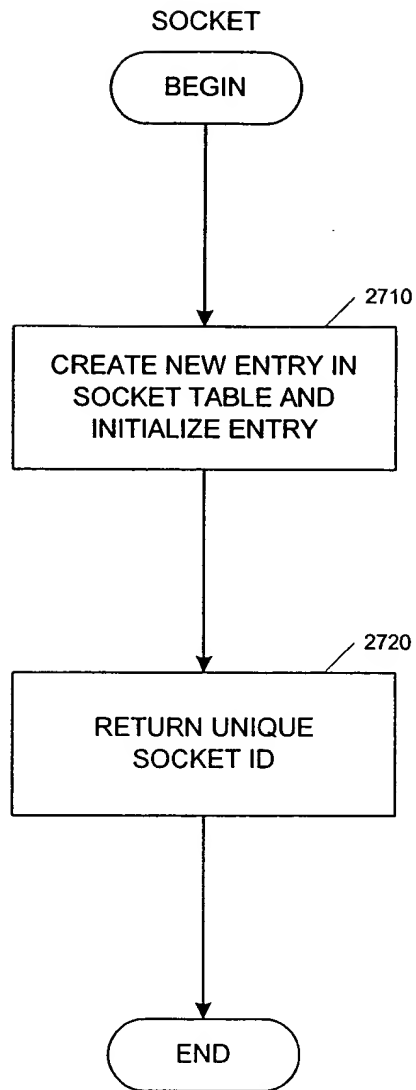 SOCKET
BEGIN
2710
CREATE NEW ENTRY IN
SOCKET TABLE AND
INITIALIZE ENTRY
2720
RETURN UNIQUE
SOCKET ID
END